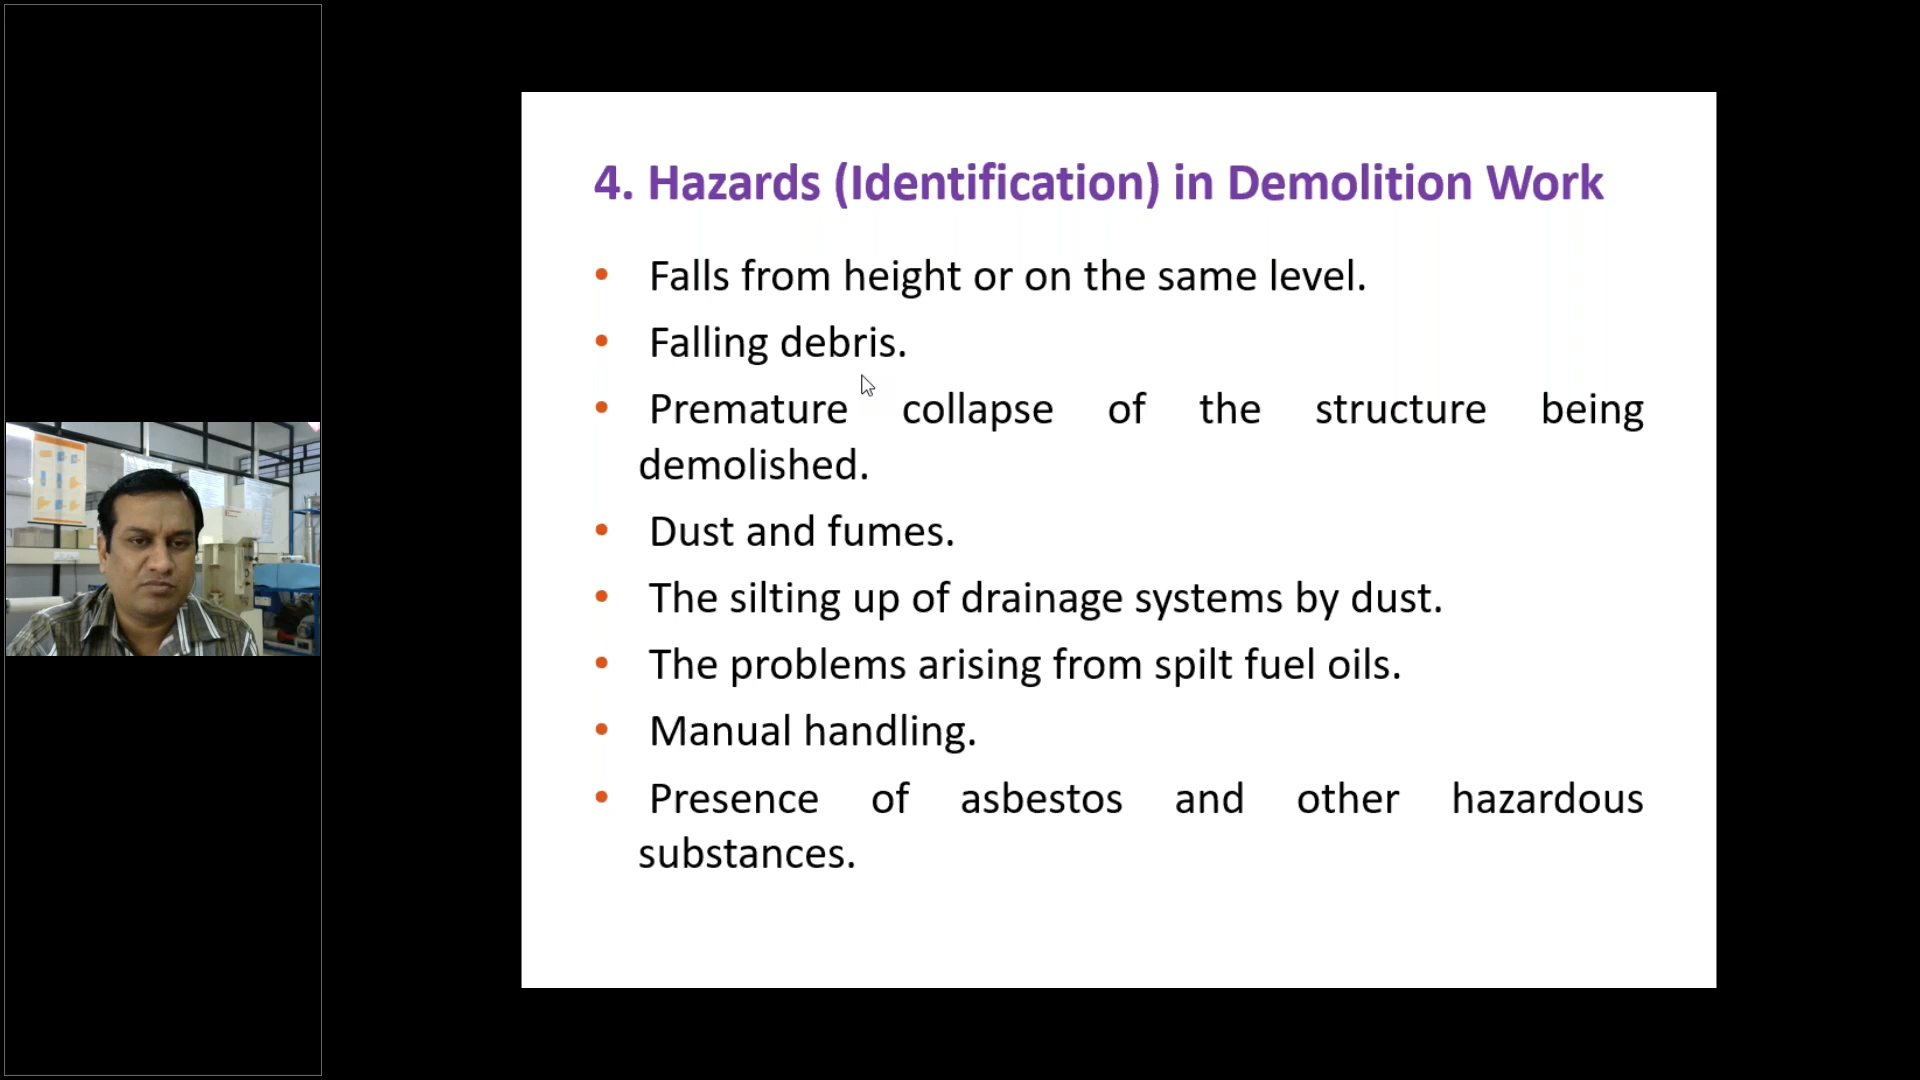 4. Hazards (Identification) in Demolition Work
• Falls from height or on the same level.
• Falling debris.
• Premature collapse of the structure being
demolished.
• Dust and fumes.
• The silting up of drainage systems by dust.
• The problems arising from spilt fuel oils.
• Manual handling.
• Presence of asbestos and other hazardous
substances.